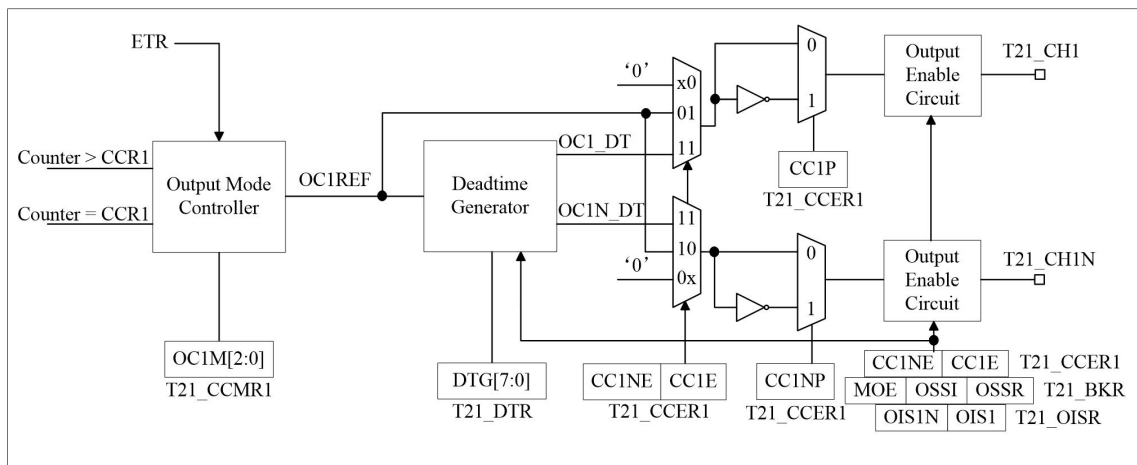 ETR
Counter > CCR1
Counter = CCR1
Output Mode
Controller
OC1M[2:0]
T21_CCMR1
OC1REF
Deadtime
Generator
DTG[7:0]
T21_DTR
OC1_DT
OC1N_DT
‘0’
x0
01
11
11
10
‘0’
0x
CC1NE CC1E
T21_CCER1
0
1
CC1P
T21_CCER1
0
1
CC1NP
T21_CCER1
Output
Enable
Circuit
T21_CH1
Output
Enable
Circuit
T21_CH1N
CC1NE CC1E T21_CCER1
MOE OSSI OSSR T21_BKR
OIS1N OIS1 T21_OISR